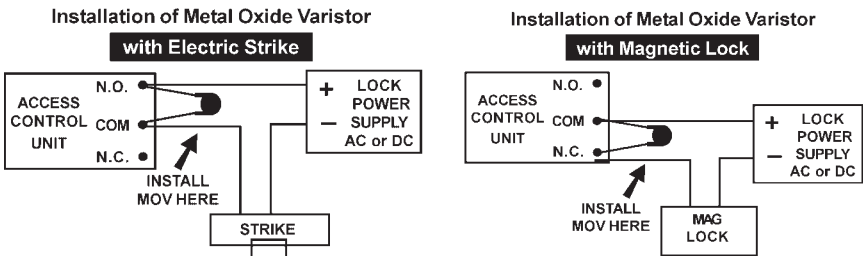 Installation of Metal Oxide Varistor
with Electric Strike
N.O.
COM
N.C.
ACCESS
CONTROL
UNIT
+
−
LOCK
POWER
SUPPLY
AC or DC
INSTALL
MOV HERE
STRIKE
Installation of Metal Oxide Varistor
with Magnetic Lock
N.O.
COM
N.C.
ACCESS
CONTROL
UNIT
+
−
LOCK
POWER
SUPPLY
AC or DC
INSTALL
MOV HERE
MAG
LOCK